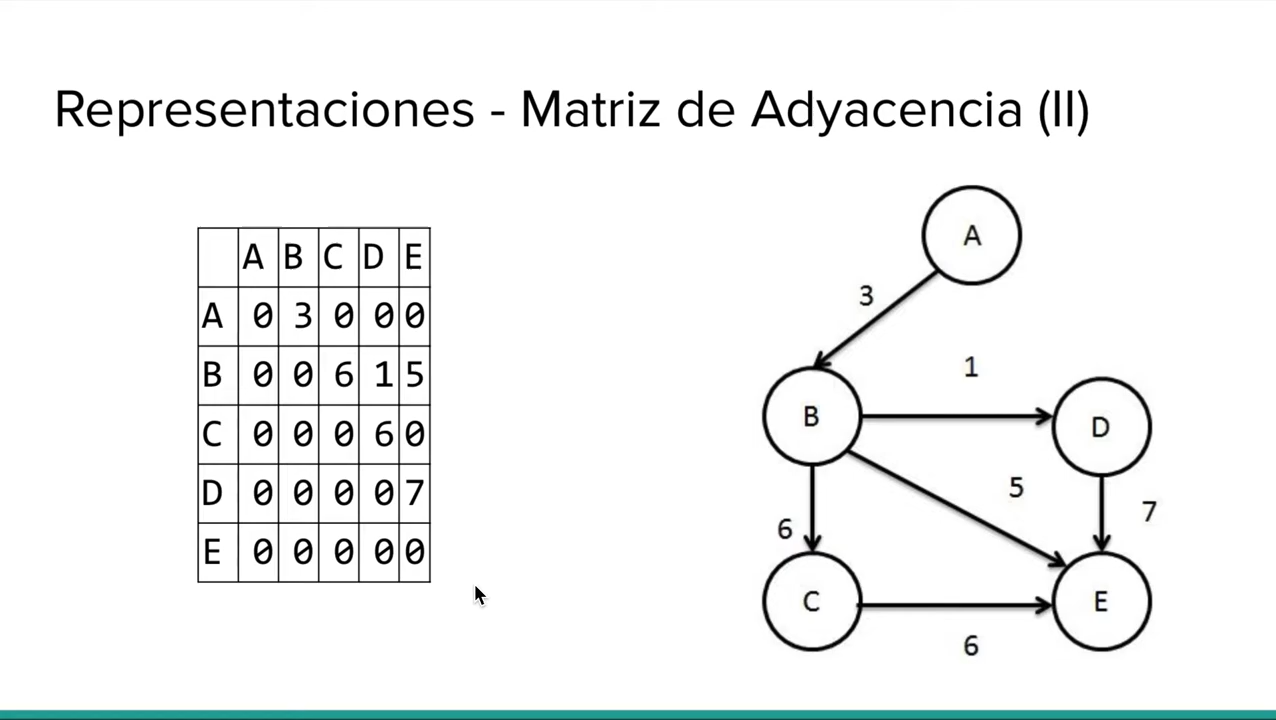 Representaciones - Matriz de Adyacencia (II)
A B C D E
A 0 3 0 0 0
B 0 0 6 1 5
C 0 0 0 6 0
D 0 0 0 0 7
E 0 0 0 0 0
A
3
1
B
D
5
6
7
C
E
6